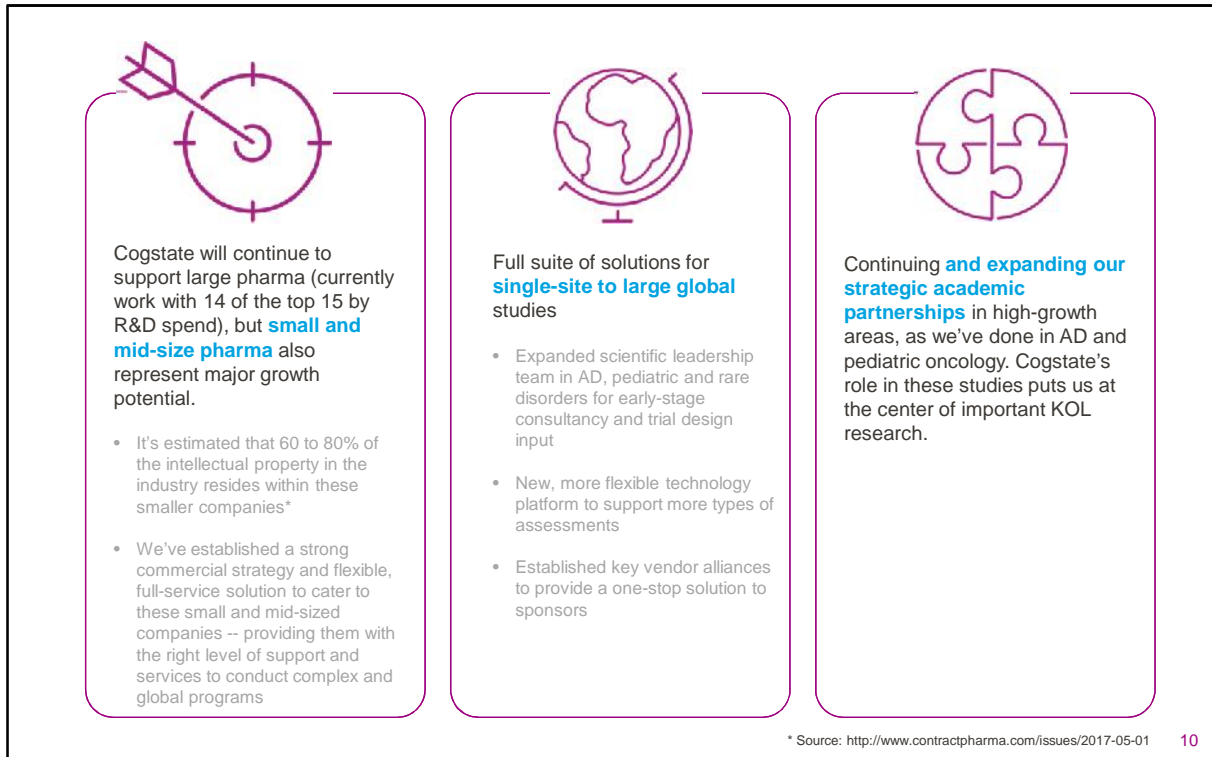 Cogstate will continue to
support large pharma (currently
work with 14 of the top 15 by
R&D spend), but small and
mid-size pharma also
represent major growth
potential.
• It's estimated that 60 to 80% of
the intellectual property in the
industry resides within these
smaller companies*
• We've established a strong
commercial strategy and flexible,
full-service solution to cater to
these small and mid-sized
companies -- providing them with
the right level of support and
services to conduct complex and
global programs
Full suite of solutions for
single-site to large global
studies
• Expanded scientific leadership
team in AD, pediatric and rare
disorders for early-stage
consultancy and trial design
input
• New, more flexible technology
platform to support more types of
assessments
• Established key vendor alliances
to provide a one-stop solution to
sponsors
Continuing and expanding our
strategic academic
partnerships in high-growth
areas, as we've done in AD and
pediatric oncology. Cogstate's
role in these studies puts us at
the center of important KOL
research.
* Source: http://www.contractpharma.com/issues/2017-05-01
10